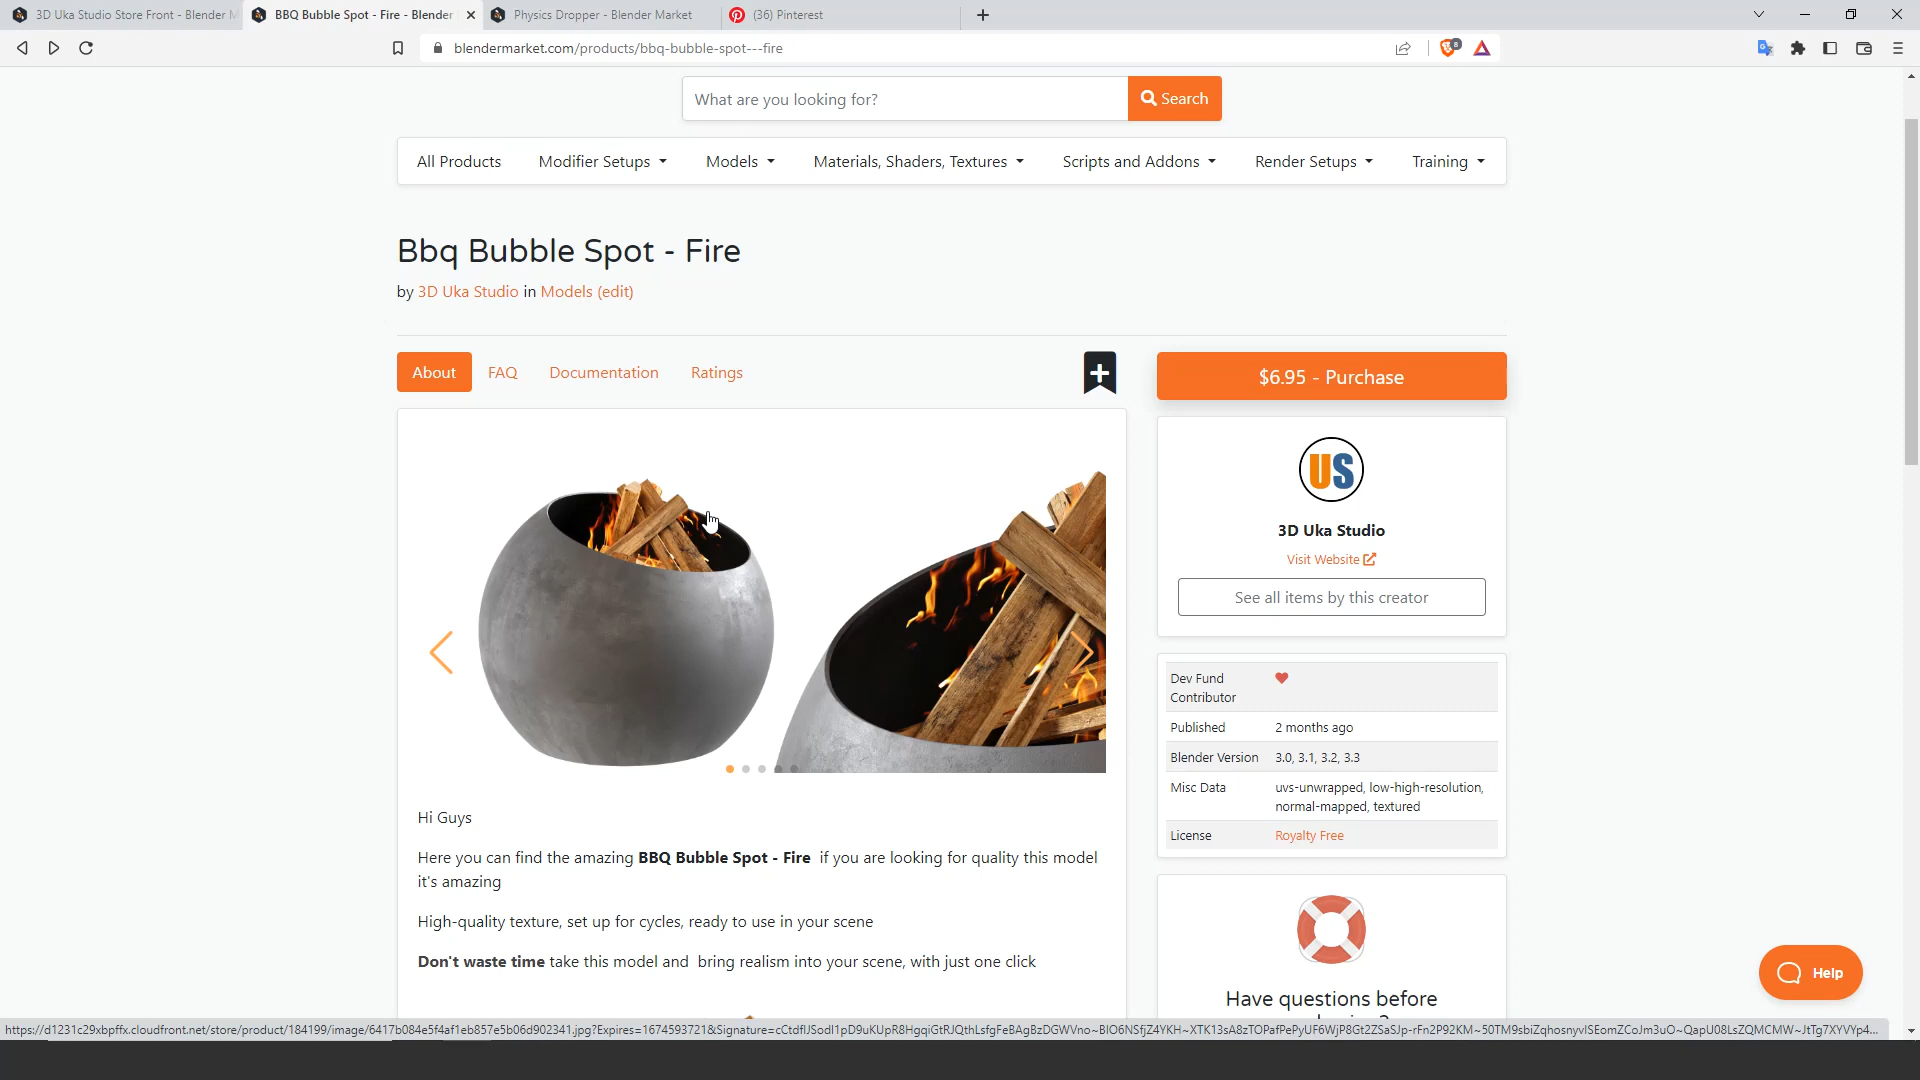 3D Uka Studio Store Front - Blender M
BBQ Bubble Spot - Fire - Blender
Physics Dropper - Blender Market
(36) Pinterest
blendermarket.com/products/bbq-bubble-spot---fire
8
What are you looking for?
Search
All Products
Modifier Setups
Models
Materials, Shaders, Textures
Scripts and Addons
Render Setups
Training
Bbq Bubble Spot - Fire
by 3D Uka Studio in Models (edit)
About
FAQ
Documentation
Ratings
$6.95 - Purchase
US
3D Uka Studio
Visit Website
See all items by this creator
Dev Fund
Contributor
Published 2 months ago
Blender Version 3.0, 3.1, 3.2, 3.3
Misc Data uvs-unwrapped, low-high-resolution,
normal-mapped, textured
License Royalty Free
Hi Guys
Here you can find the amazing BBQ Bubble Spot - Fire if you are looking for quality this model
it's amazing
High-quality texture, set up for cycles, ready to use in your scene
Don't waste time take this model and bring realism into your scene, with just one click
Have questions before
Help